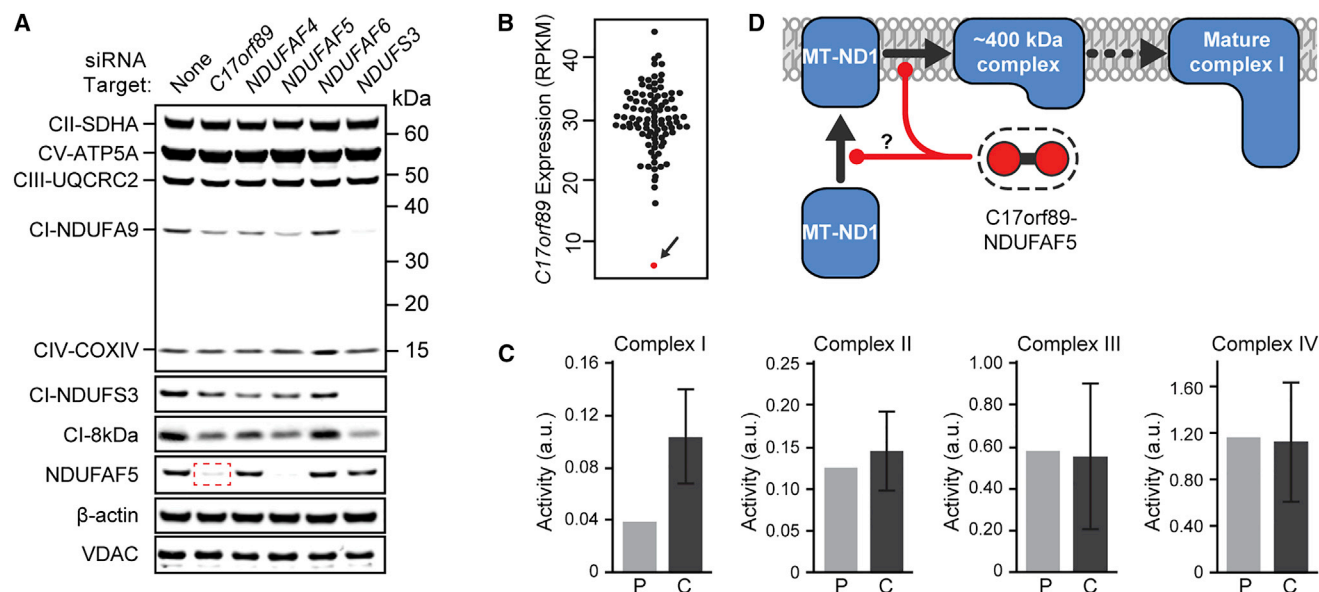 A
siRNA
Target:
None
C17orf89
NDUFAF4
NDUFAF5
NDUFAF6
NDUFS3
kDa
CII-SDHA
CV-ATP5A
CIII-UQCRC2
CI-NDUFA9
CIV-COXIV
CI-NDUFS3
CI-8kDa
NDUFAF5
β-actin
VDAC
60
50
40
30
20
15
B
C17orf89 Expression (RPKM)
40
30
20
10
D
MT-ND1
~400 kDa
complex
Mature
complex I
?
MT-ND1
C17orf89-
NDUFAF5
C
Complex I
Activity (a.u.)
0.16
0.12
0.08
0.04
0
P C
Complex II
Activity (a.u.)
0.25
0.20
0.15
0.10
0.05
0
P C
Complex III
Activity (a.u.)
1.00
0.80
0.60
0.40
0.20
0
P C
Complex IV
Activity (a.u.)
1.60
1.20
0.80
0.40
0
P C